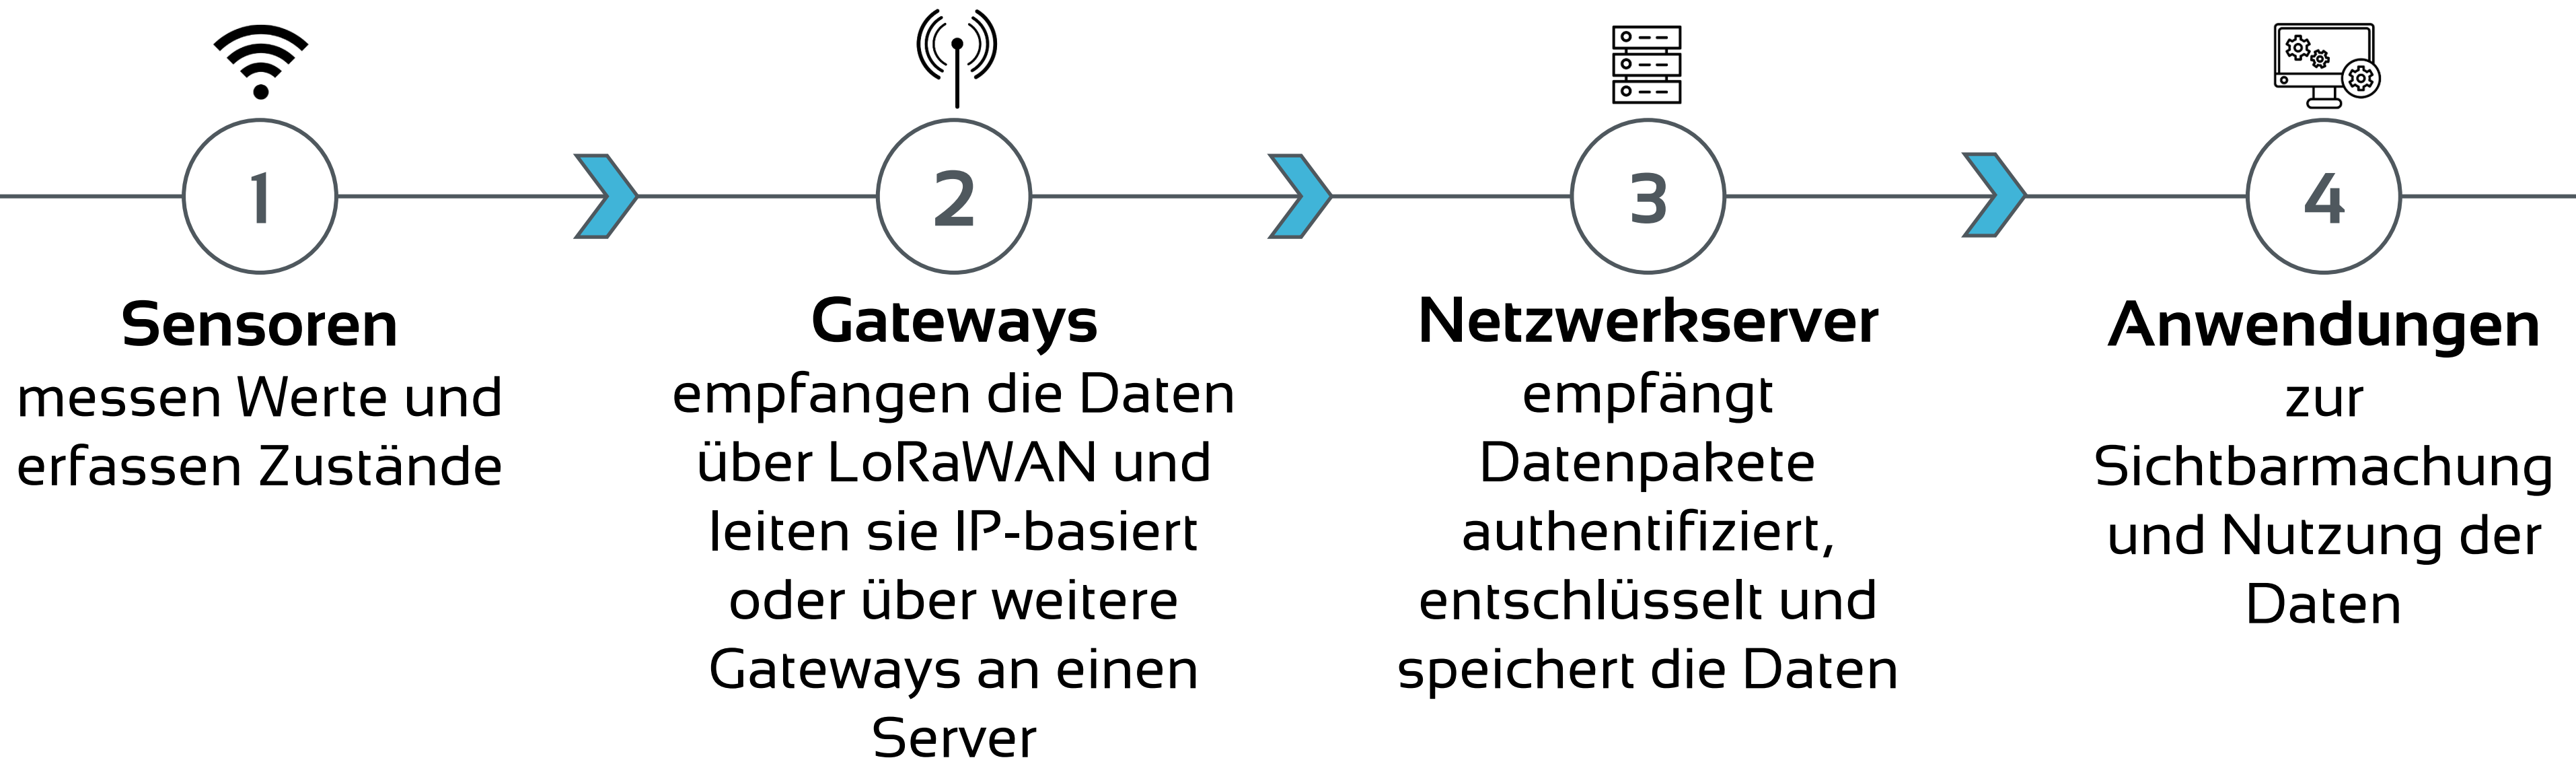 1
Sensoren
messen Werte und
erfassen Zustände
2
Gateways
empfangen die Daten
über LoRaWAN und
leiten sie IP-basiert
oder über weitere
Gateways an einen
Server
3
Netzwerkserver
empfängt
Datenpakete
authentifiziert,
entschlüsselt und
speichert die Daten
4
Anwendungen
zur
Sichtbarmachung
und Nutzung der
Daten